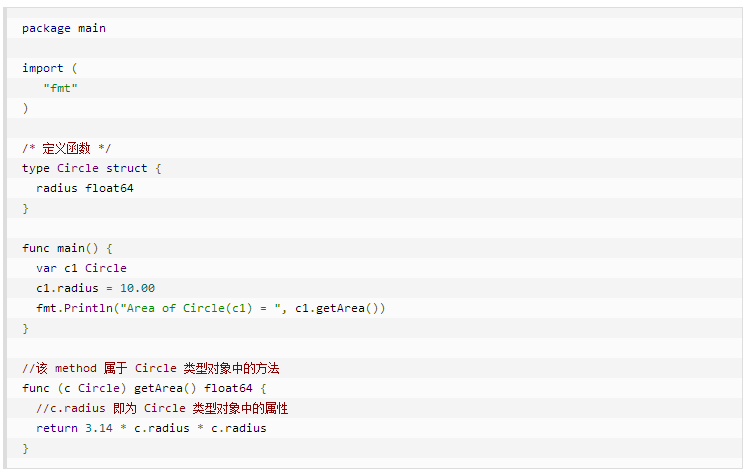 package main
import (
"fmt"
)
/* 定义函数 */
type Circle struct {
radius float64
}
func main() {
var c1 Circle
c1.radius = 10.00
fmt.Println("Area of Circle(c1) = ", c1.getArea())
}
//该 method 属于 Circle 类型对象中的方法
func (c Circle) getArea() float64 {
//c.radius 即为 Circle 类型对象中的属性
return 3.14 * c.radius * c.radius
}